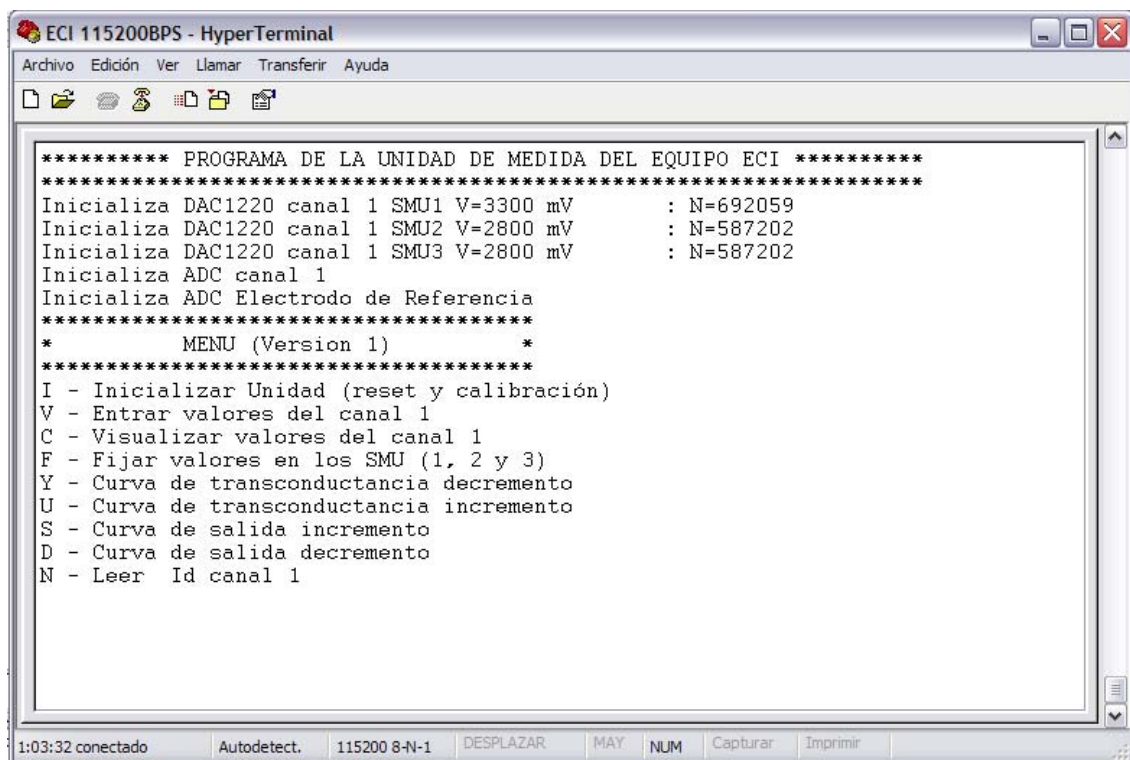 ECI 115200BPS - HyperTerminal
Archivo Edición Ver Llamar Transferir Ayuda
********** PROGRAMA DE LA UNIDAD DE MEDIDA DEL EQUIPO ECI **********
********************************************************************
Inicializa DAC1220 canal 1 SMU1 V=3300 mV : N=692059
Inicializa DAC1220 canal 1 SMU2 V=2800 mV : N=587202
Inicializa DAC1220 canal 1 SMU3 V=2800 mV : N=587202
Inicializa ADC canal 1
Inicializa ADC Electrodo de Referencia
**************************************
* MENU (Version 1) *
**************************************
I - Inicializar Unidad (reset y calibración)
V - Entrar valores del canal 1
C - Visualizar valores del canal 1
F - Fijar valores en los SMU (1, 2 y 3)
Y - Curva de transconductancia decremento
U - Curva de transconductancia incremento
S - Curva de salida incremento
D - Curva de salida decremento
N - Leer Id canal 1
1:03:32 conectado Autodetect. 115200 8-N-1 DESPLAZAR MAY NUM Capturar Imprimir